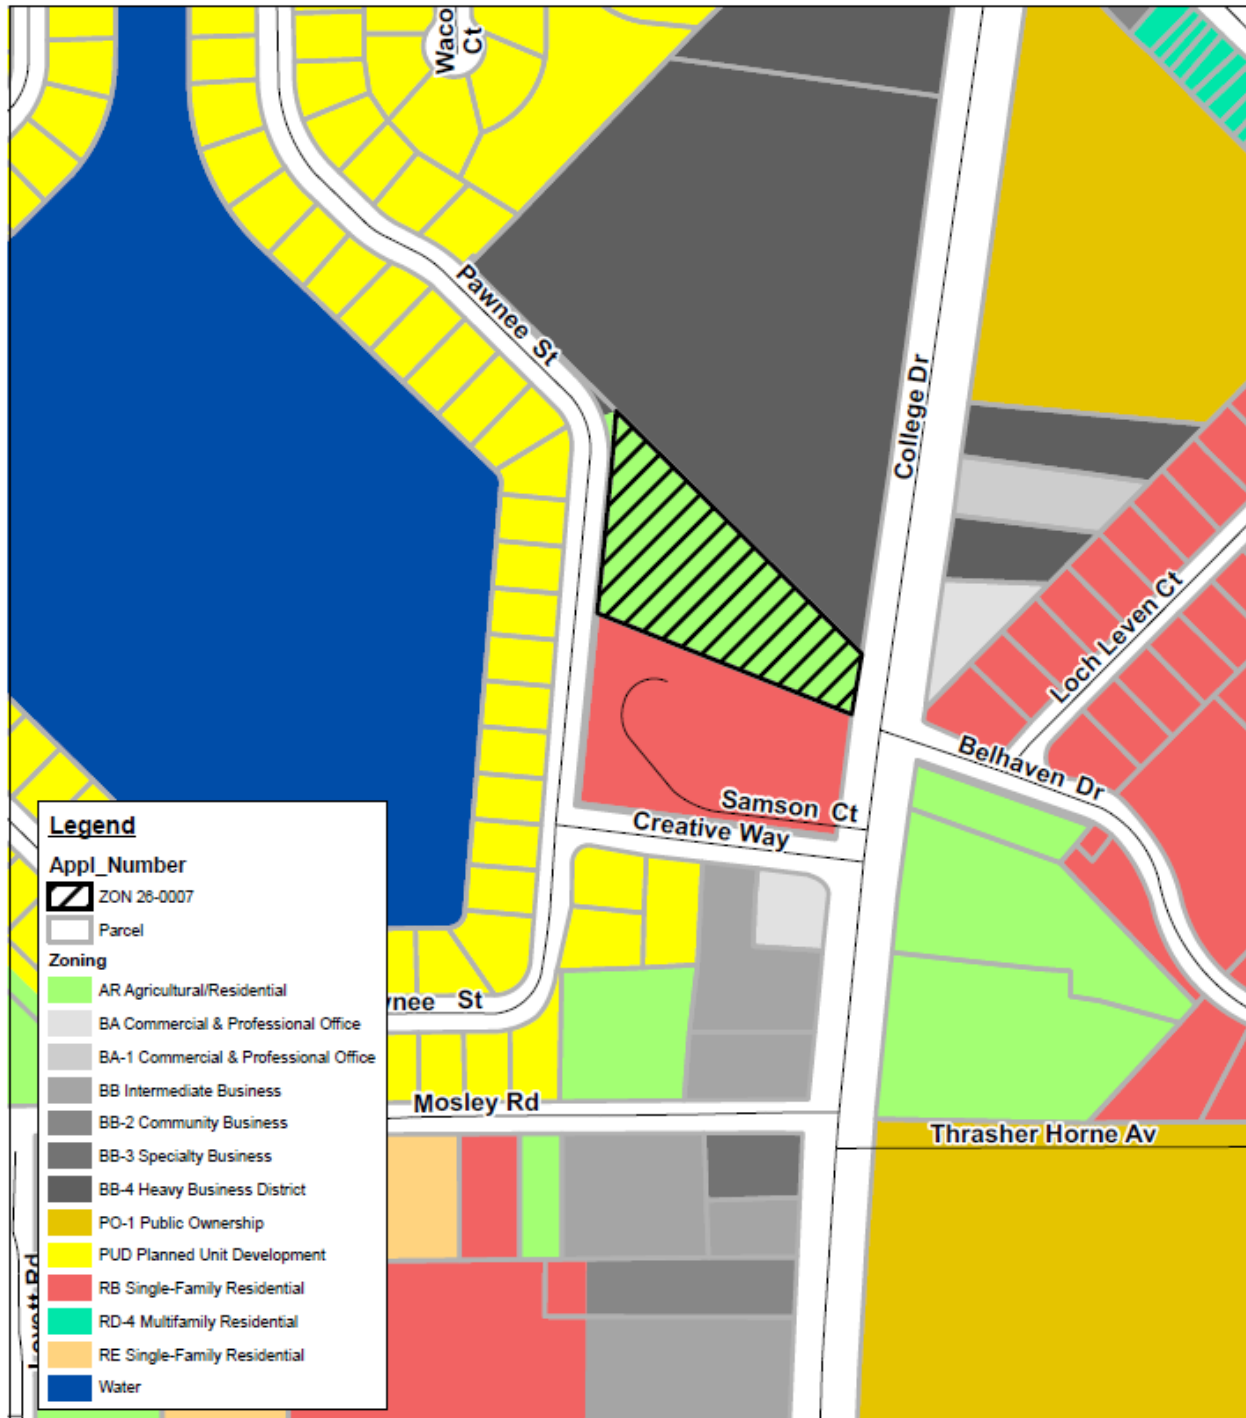 Waco
Ct
Pawnee St
College Dr
Loch Leven Ct
Belhaven Dr
Samson Ct
Creative Way
wnee St
Mosley Rd
Thrasher Horne Av
Legend
Appl_Number
ZON 26-0007
Parcel
Zoning
AR Agricultural/Residential
BA Commercial & Professional Office
BA-1 Commercial & Professional Office
BB Intermediate Business
BB-2 Community Business
BB-3 Specialty Business
BB-4 Heavy Business District
PO-1 Public Ownership
PUD Planned Unit Development
RB Single-Family Residential
RD-4 Multifamily Residential
RE Single-Family Residential
Water